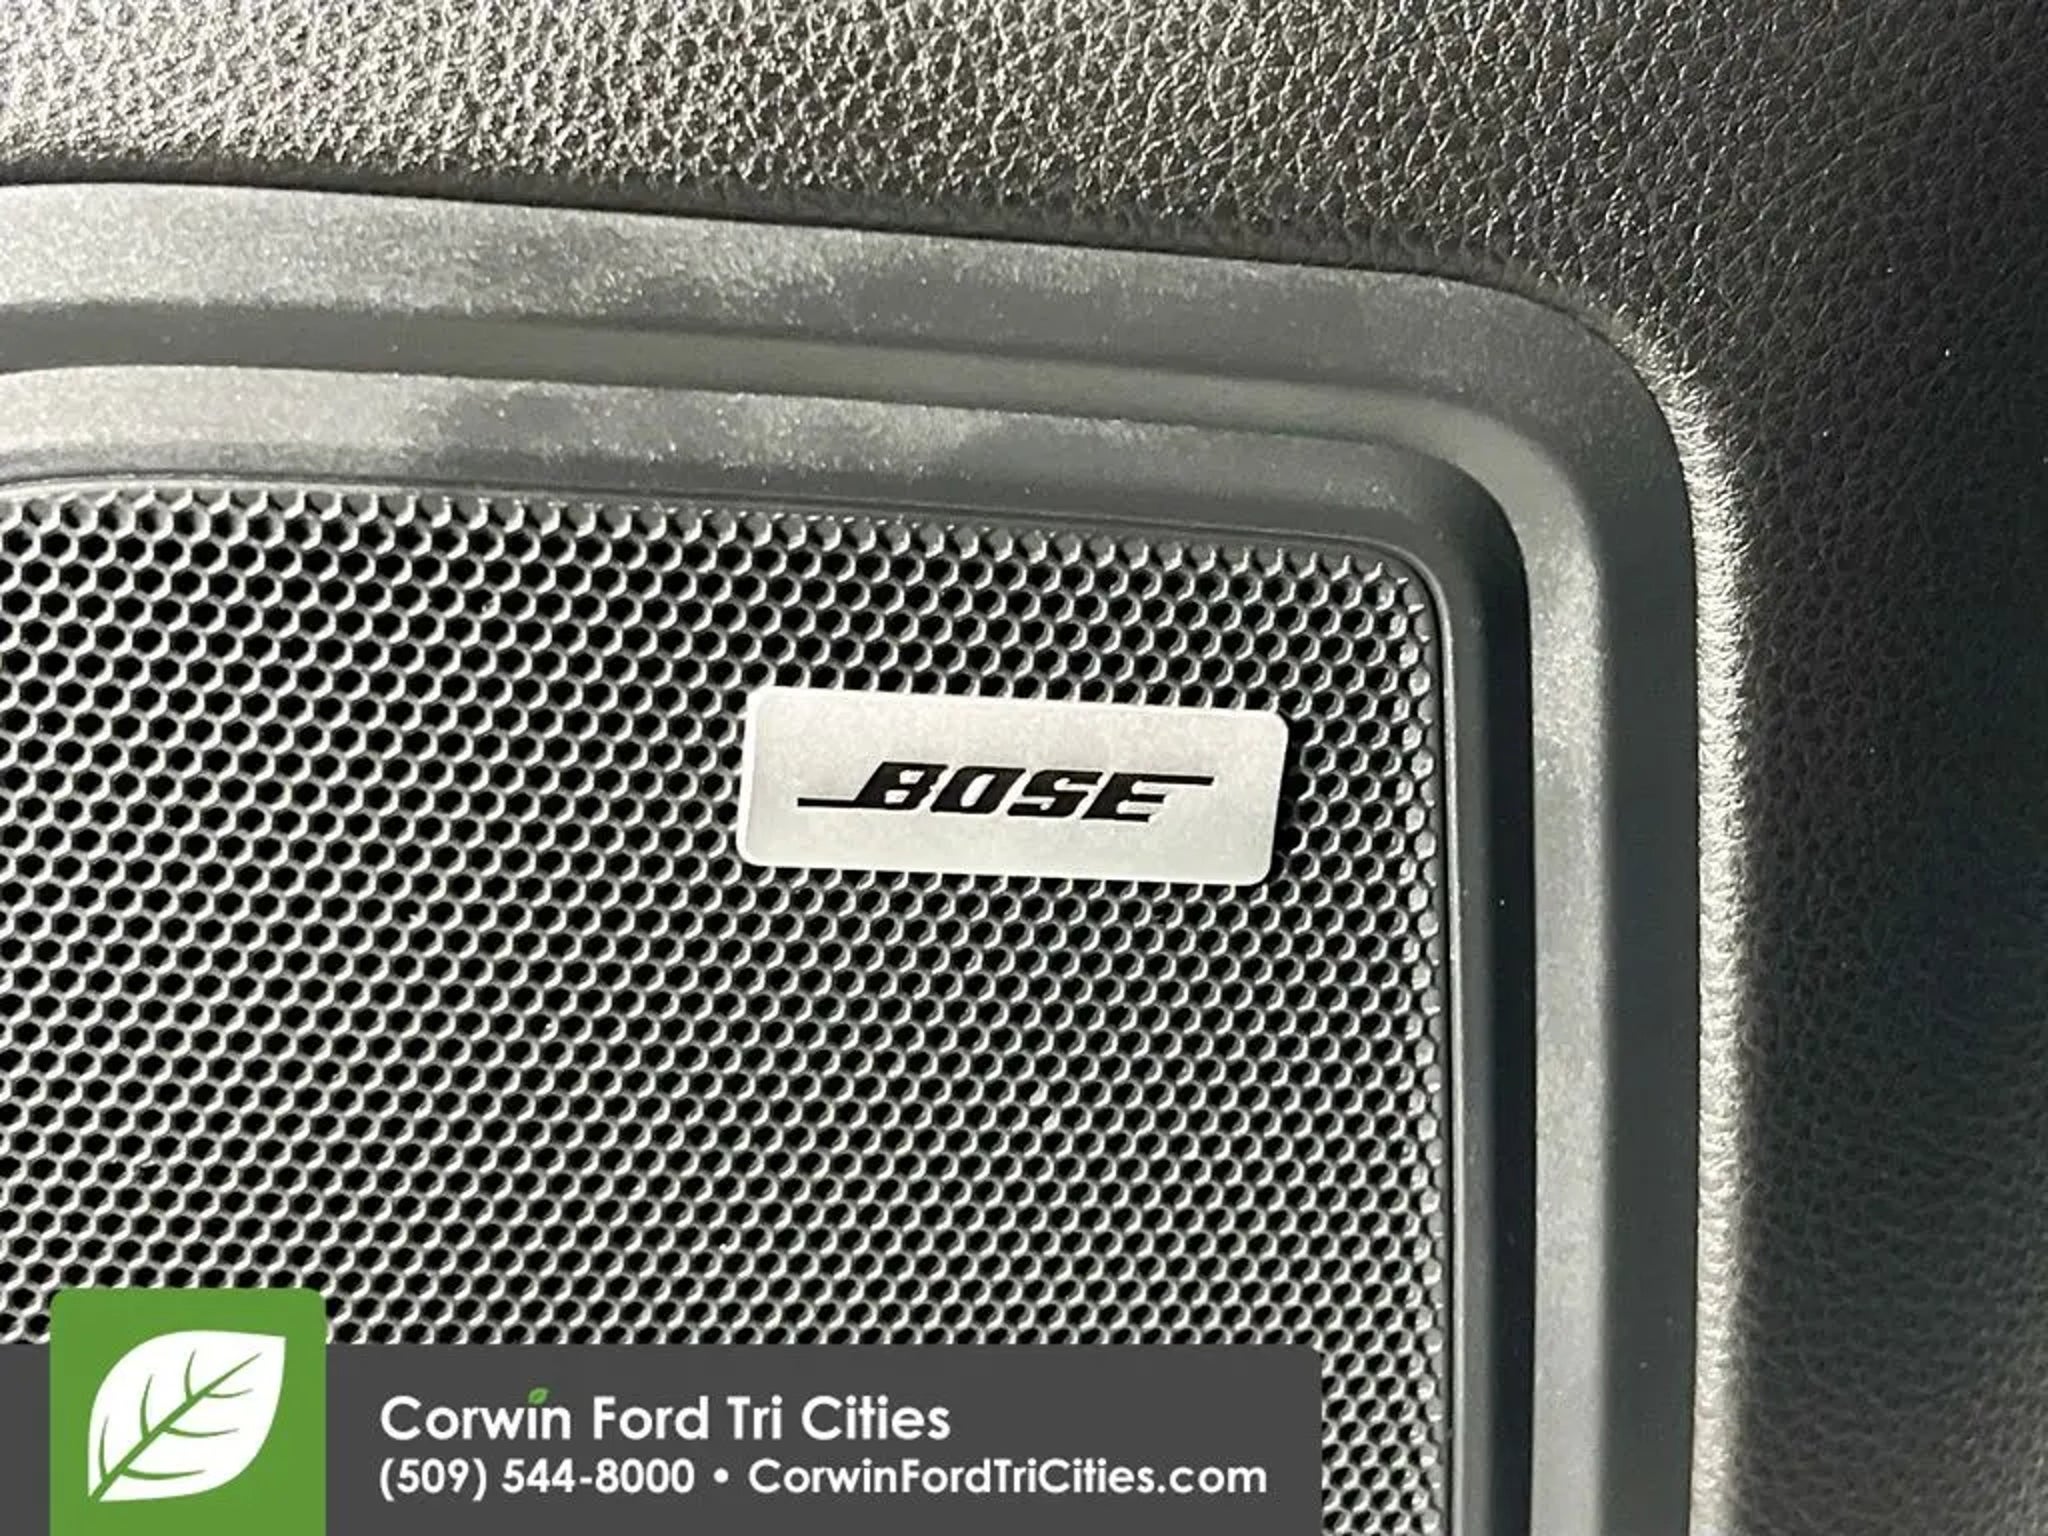 BOSE
Corwin Ford Tri Cities
(509) 544-8000 • CorwinFordTriCities.com